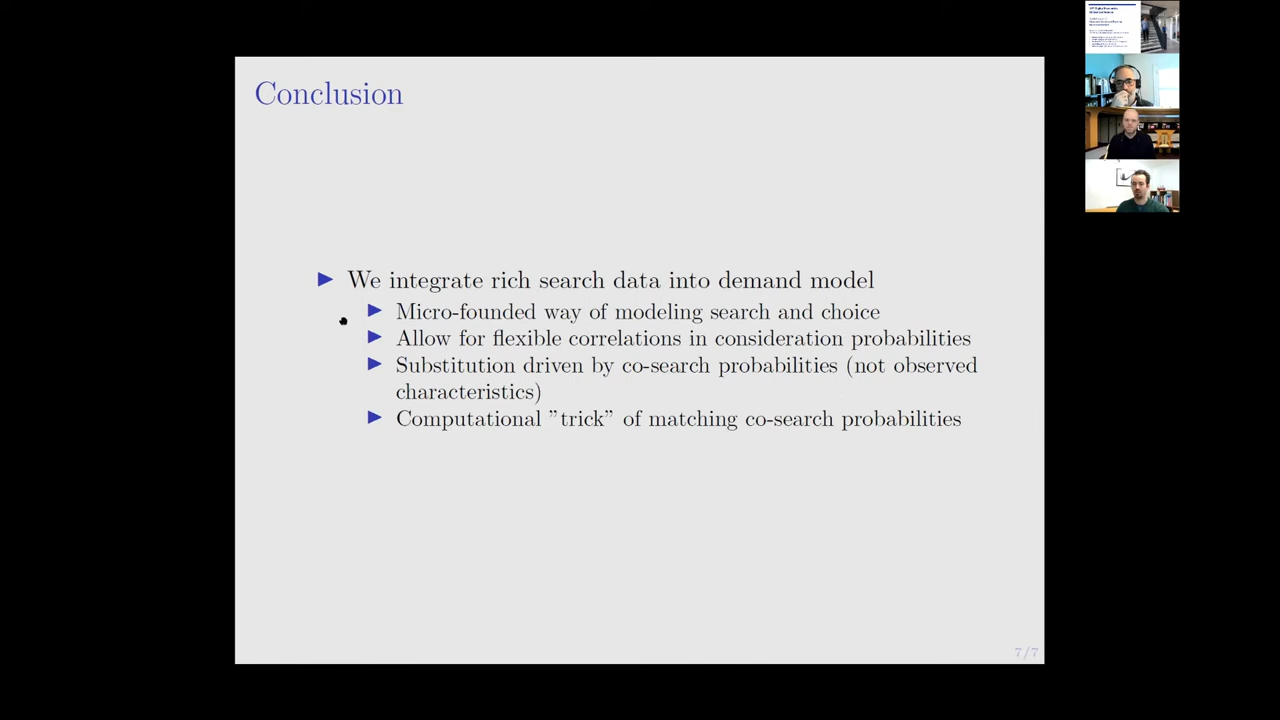 Conclusion
▶ We integrate rich search data into demand model
▶ Micro-founded way of modeling search and choice
▶ Allow for flexible correlations in consideration probabilities
▶ Substitution driven by co-search probabilities (not observed
characteristics)
▶ Computational ”trick” of matching co-search probabilities
7/7